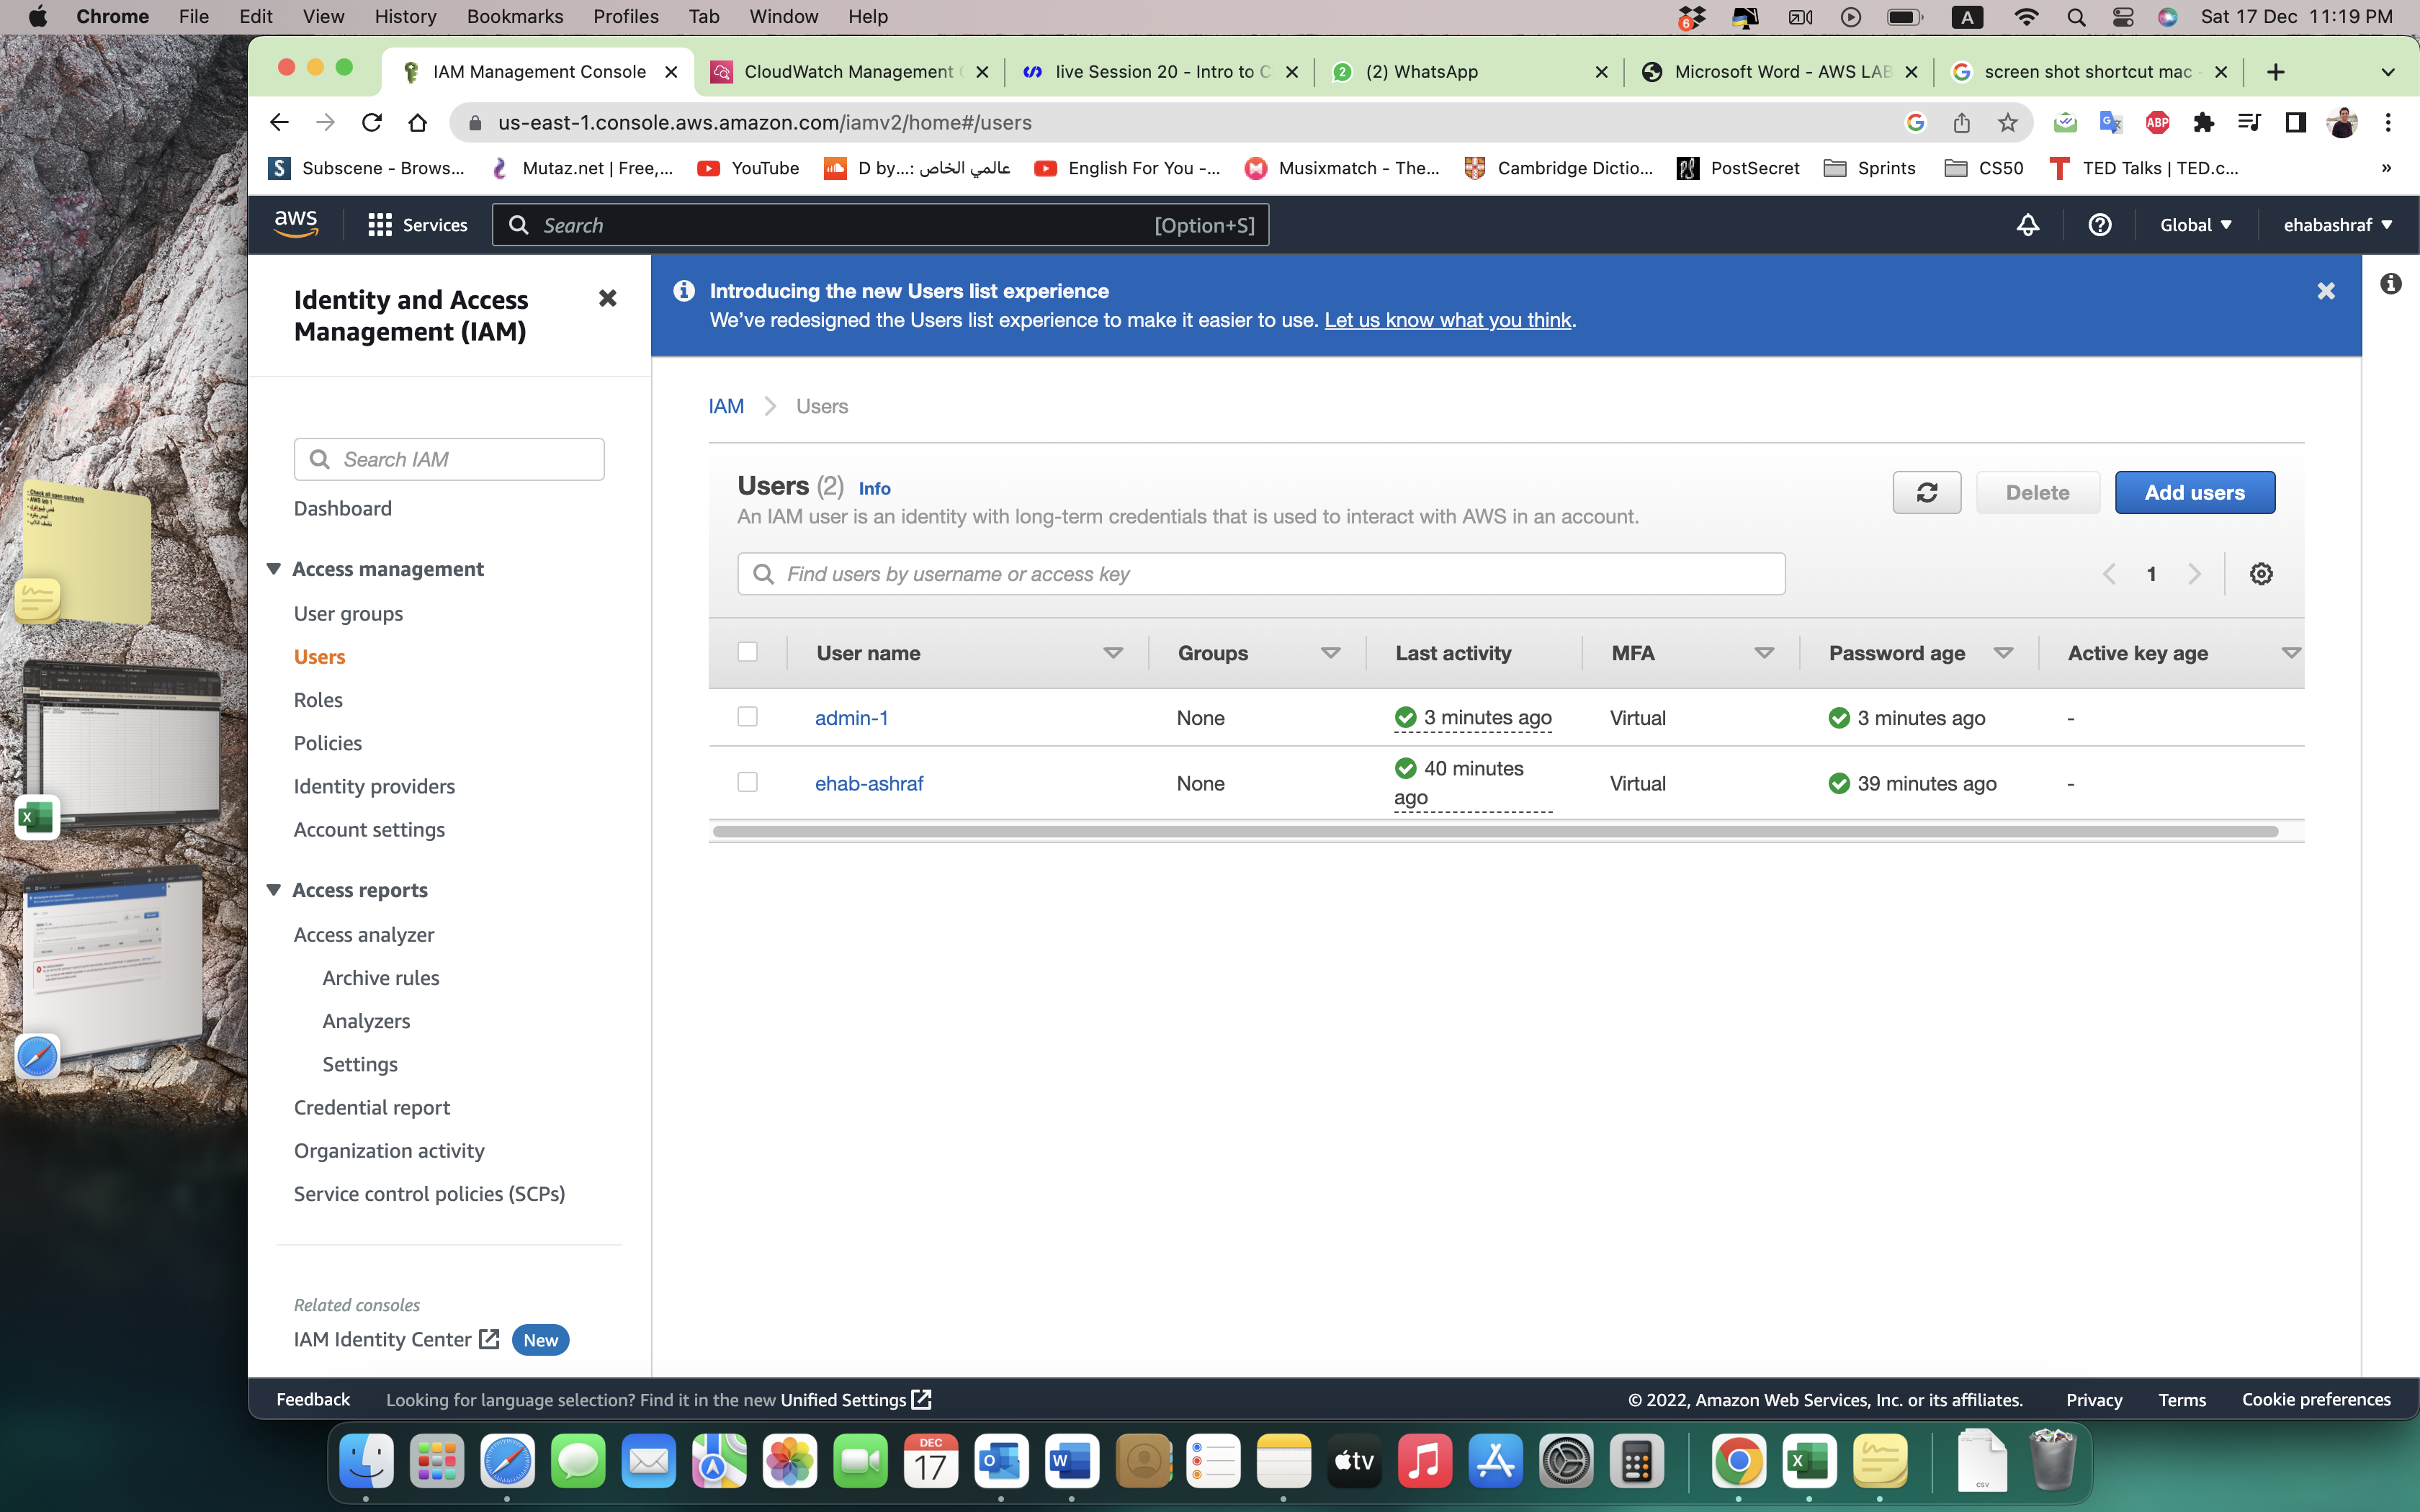 Chrome File Edit View History Bookmarks Profiles Tab Window Help
6 A Sat 17 Dec 11:19 PM
IAM Management Console
CloudWatch Management
live Session 20 - Intro to C
2 (2) WhatsApp
Microsoft Word - AWS LAB
screen shot shortcut mac -
us-east-1.console.aws.amazon.com/iamv2/home#/users
ABP
Subscene - Brows...
Mutaz.net | Free,...
YouTube
D by...: عالمي الخاص
English For You -...
Musixmatch - The...
Cambridge Dictio...
PostSecret
Sprints
CS50
TED Talks | TED.c...
»
aws
Services
Search
[Option+S]
Global
ehabashraf
Identity and Access
Management (IAM)
Introducing the new Users list experience
We've redesigned the Users list experience to make it easier to use. Let us know what you think.
Search IAM
Dashboard
Access management
User groups
Users
Roles
Policies
Identity providers
Account settings
Access reports
Access analyzer
Archive rules
Analyzers
Settings
Credential report
Organization activity
Service control policies (SCPs)
Related consoles
IAM Identity Center New
IAM Users
Users (2) Info
An IAM user is an identity with long-term credentials that is used to interact with AWS in an account.
Delete
Add users
Find users by username or access key
1
User name Groups Last activity MFA Password age Active key age
admin-1 None 3 minutes ago Virtual 3 minutes ago -
ehab-ashraf None 40 minutes ago Virtual 39 minutes ago -
Feedback
Looking for language selection? Find it in the new Unified Settings
© 2022, Amazon Web Services, Inc. or its affiliates.
Privacy
Terms
Cookie preferences
- Check all open contracts
- AWS lab 1
DEC
17
tv
CSV